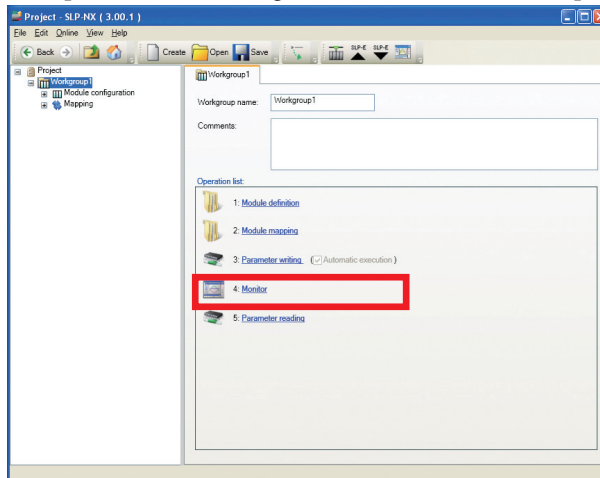 Project - SLP-NX ( 3.00.1 )
File Edit Online View Help
Back Create Open Save SLP-E SLP-E
Project
Workgroup1
Module configuration
Mapping
Workgroup1
Workgroup name: Workgroup1
Comments:
Operation list:
1: Module definition
2: Module mapping
3: Parameter writing ( Automatic execution )
4: Monitor
5: Parameter reading